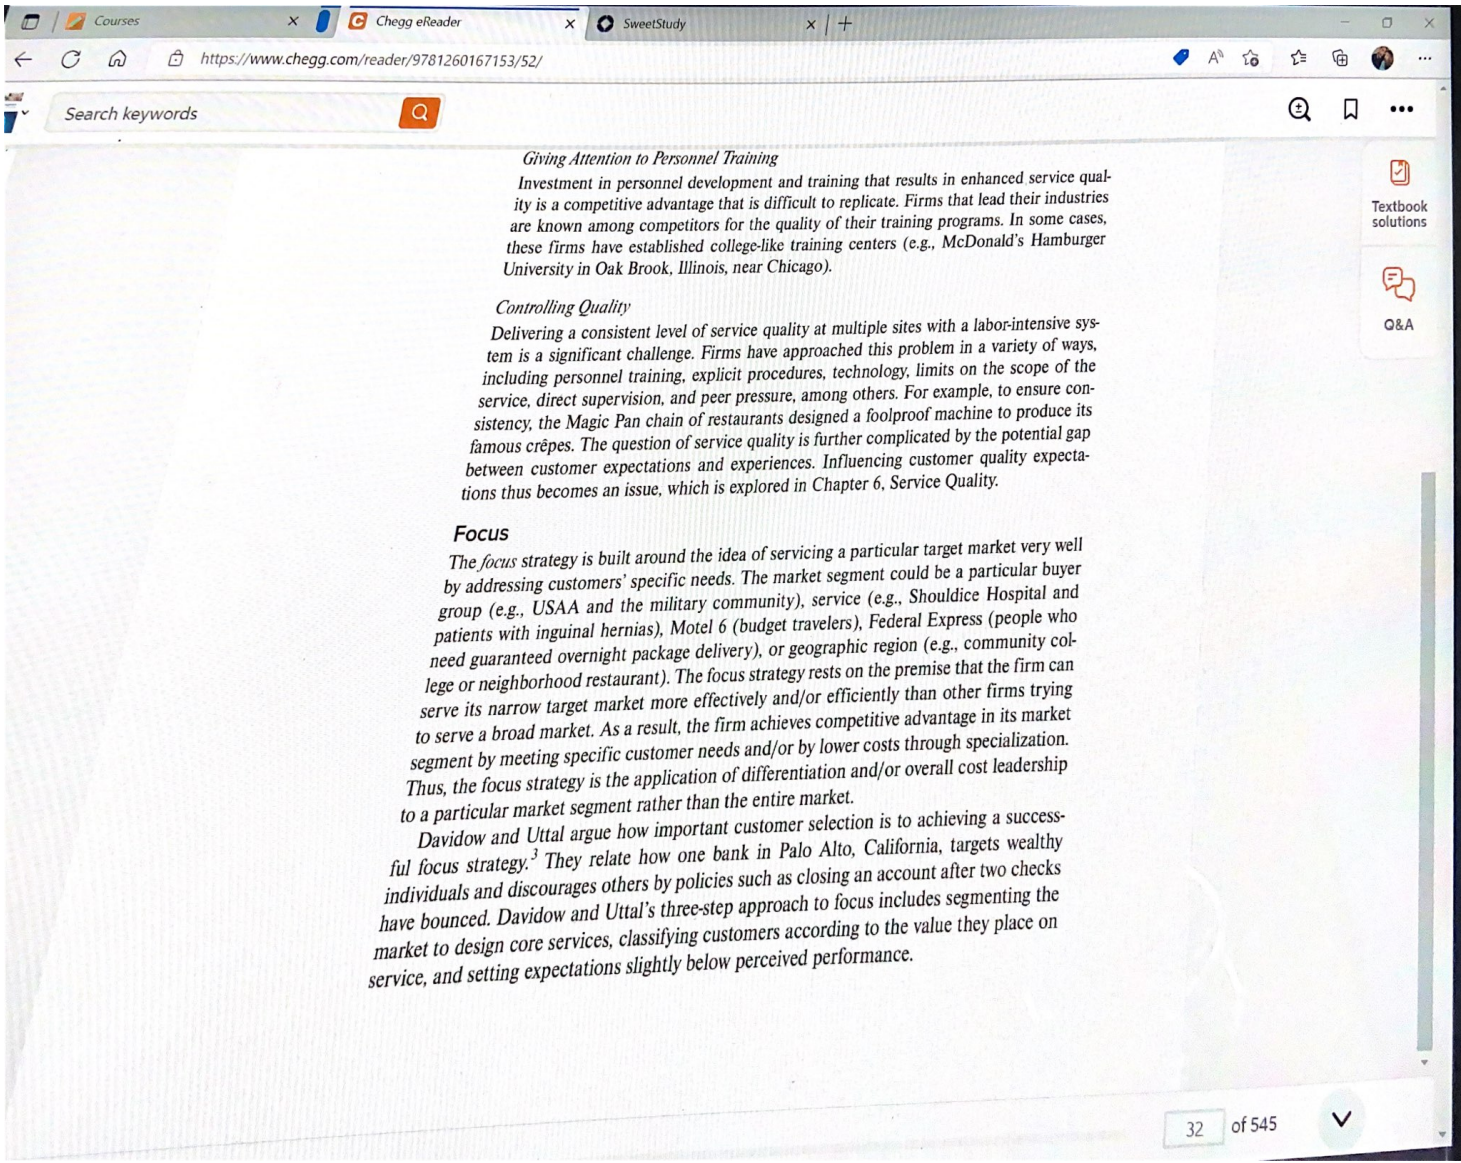 Courses
Chegg eReader
SweetStudy
https://www.chegg.com/reader/9781260167153/52/
Search keywords
Giving Attention to Personnel Training
Investment in personnel development and training that results in enhanced service qual-
ity is a competitive advantage that is difficult to replicate. Firms that lead their industries
are known among competitors for the quality of their training programs. In some cases,
these firms have established college-like training centers (e.g., McDonald's Hamburger
University in Oak Brook, Illinois, near Chicago).
Controlling Quality
Delivering a consistent level of service quality at multiple sites with a labor-intensive sys-
tem is a significant challenge. Firms have approached this problem in a variety of ways,
including personnel training, explicit procedures, technology, limits on the scope of the
service, direct supervision, and peer pressure, among others. For example, to ensure con-
sistency, the Magic Pan chain of restaurants designed a foolproof machine to produce its
famous crêpes. The question of service quality is further complicated by the potential gap
between customer expectations and experiences. Influencing customer quality expecta-
tions thus becomes an issue, which is explored in Chapter 6, Service Quality.
Focus
The focus strategy is built around the idea of servicing a particular target market very well
by addressing customers' specific needs. The market segment could be a particular buyer
group (e.g., USAA and the military community), service (e.g., Shouldice Hospital and
patients with inguinal hernias), Motel 6 (budget travelers), Federal Express (people who
need guaranteed overnight package delivery), or geographic region (e.g., community col-
lege or neighborhood restaurant). The focus strategy rests on the premise that the firm can
serve its narrow target market more effectively and/or efficiently than other firms trying
to serve a broad market. As a result, the firm achieves competitive advantage in its market
segment by meeting specific customer needs and/or by lower costs through specialization.
Thus, the focus strategy is the application of differentiation and/or overall cost leadership
to a particular market segment rather than the entire market.
Davidow and Uttal argue how important customer selection is to achieving a success-
ful focus strategy.³ They relate how one bank in Palo Alto, California, targets wealthy
individuals and discourages others by policies such as closing an account after two checks
have bounced. Davidow and Uttal's three-step approach to focus includes segmenting the
market to design core services, classifying customers according to the value they place on
service, and setting expectations slightly below perceived performance.
Textbook
solutions
Q&A
32 of 545